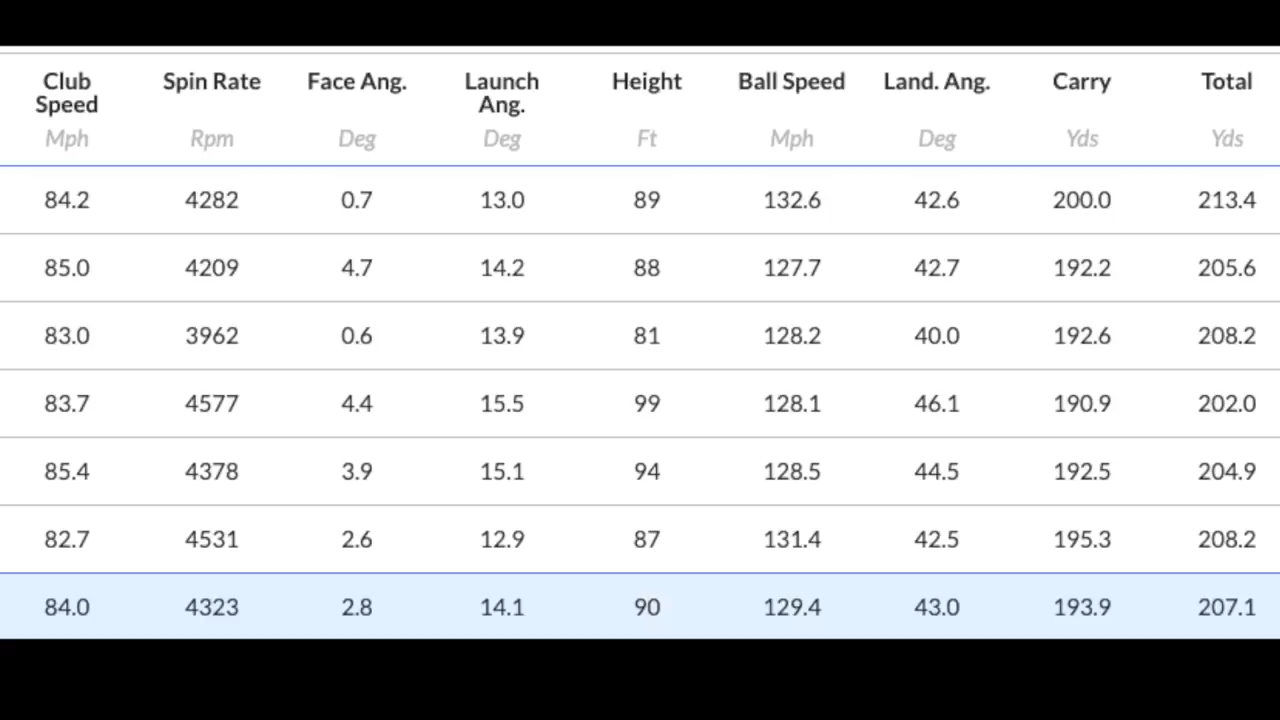 Club Speed Spin Rate Face Ang. Launch Ang. Height Ball Speed Land. Ang. Carry Total
Mph Rpm Deg Deg Ft Mph Deg Yds Yds
84.2 4282 0.7 13.0 89 132.6 42.6 200.0 213.4
85.0 4209 4.7 14.2 88 127.7 42.7 192.2 205.6
83.0 3962 0.6 13.9 81 128.2 40.0 192.6 208.2
83.7 4577 4.4 15.5 99 128.1 46.1 190.9 202.0
85.4 4378 3.9 15.1 94 128.5 44.5 192.5 204.9
82.7 4531 2.6 12.9 87 131.4 42.5 195.3 208.2
84.0 4323 2.8 14.1 90 129.4 43.0 193.9 207.1